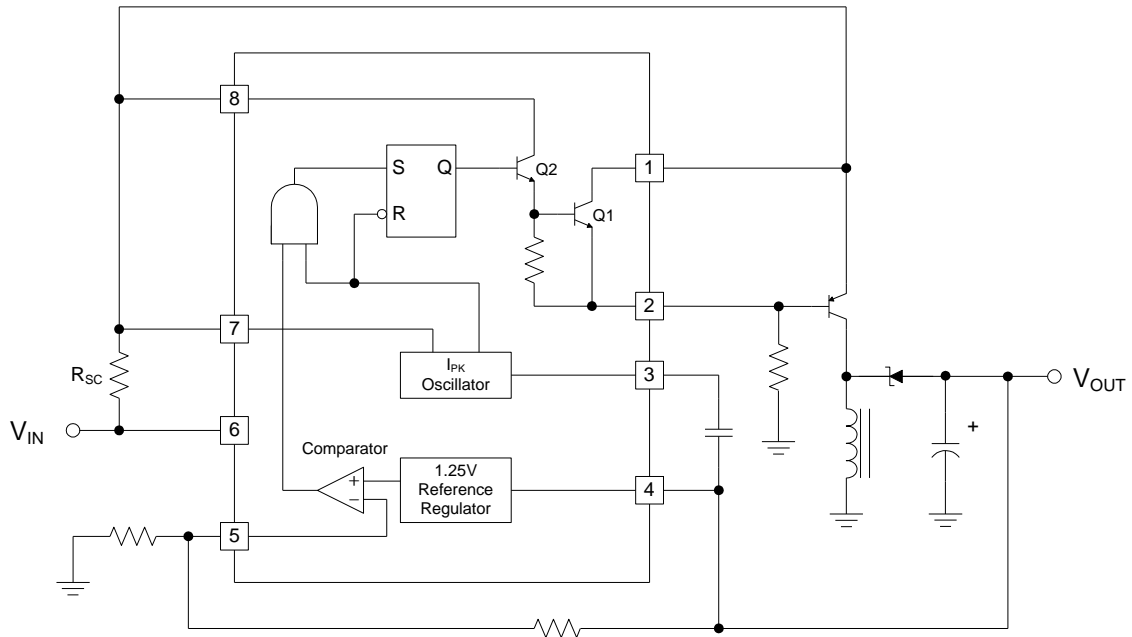 8
1
S Q
Q2
R
Q1
2
7
I_PK
Oscillator
3
R_SC
V_IN
6
V_OUT
Comparator
+
1.25V
Reference
Regulator
+
−
4
5